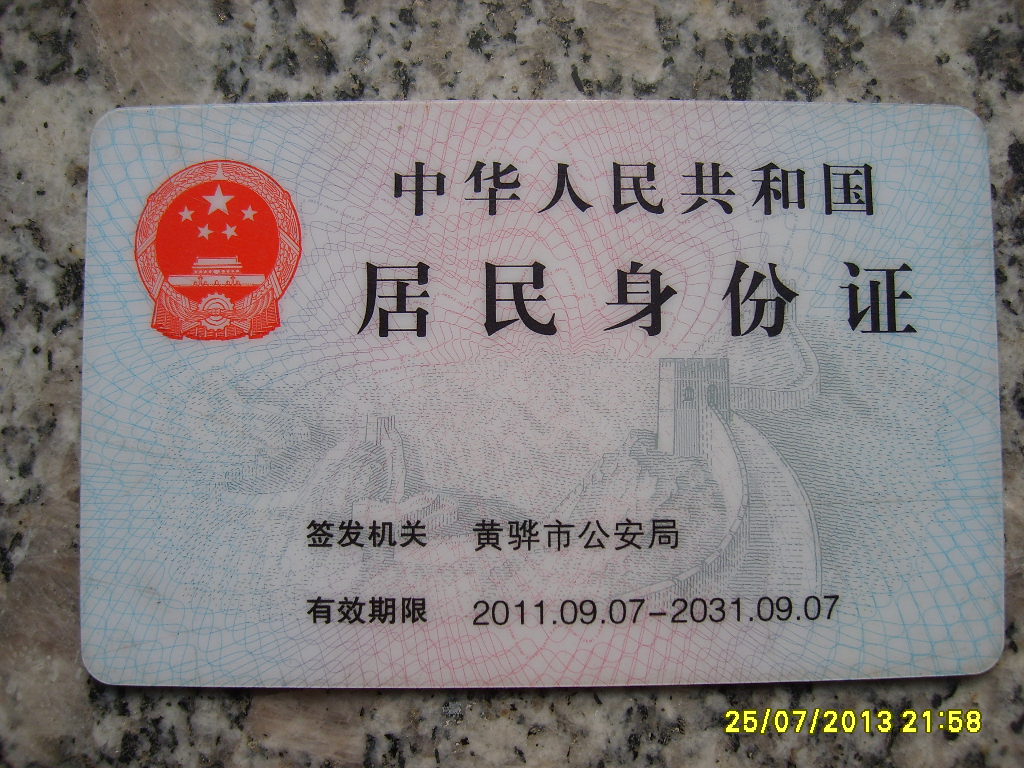 中华人民共和国
居民身份证
签发机关 黄骅市公安局
有效期限 2011.09.07-2031.09.07
25/07/2013 21:58